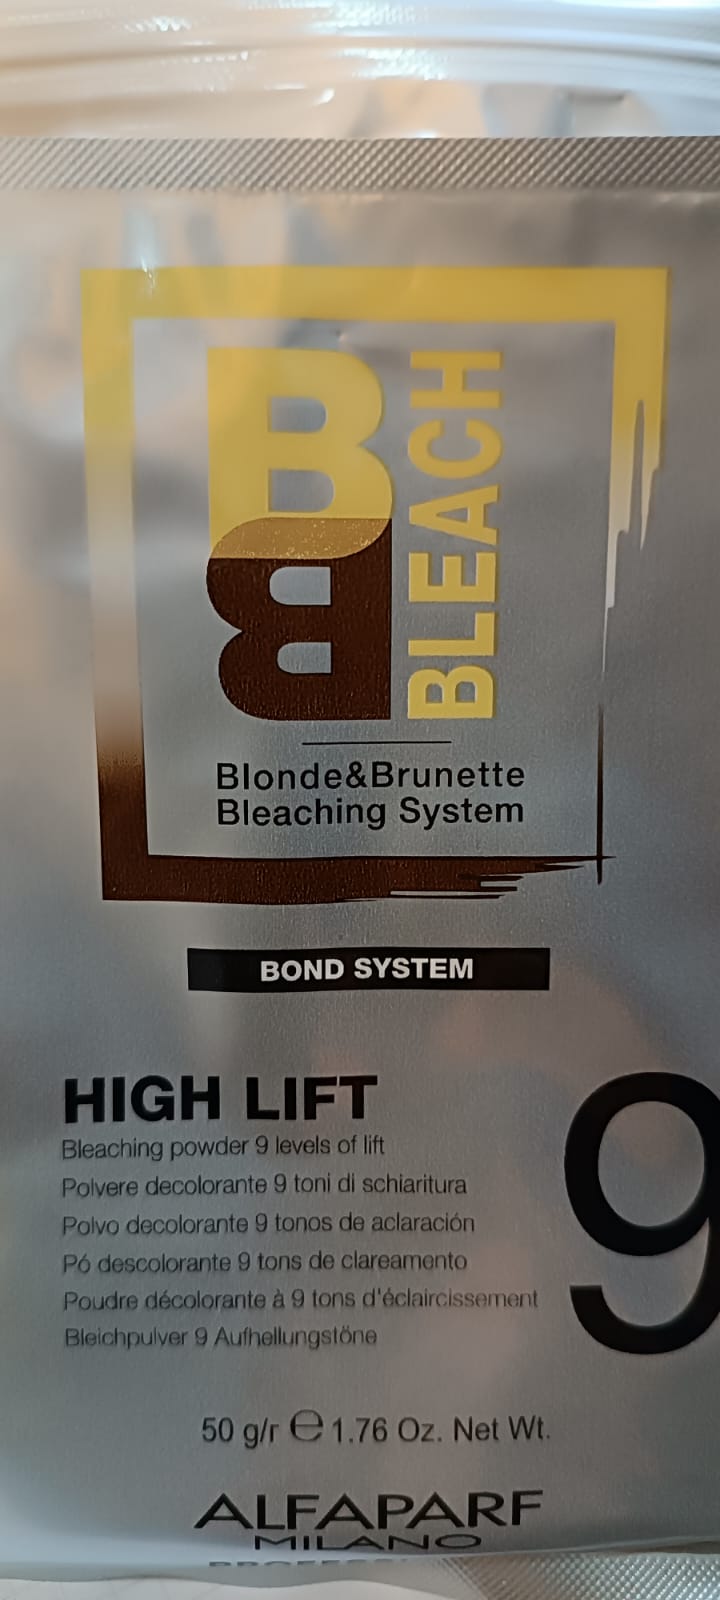 BB BLEACH
Blonde&Brunette
Bleaching System
BOND SYSTEM
HIGH LIFT
9
Bleaching powder 9 levels of lift
Polvere decolorante 9 toni di schiaritura
Polvo decolorante 9 tonos de aclaración
Pó descolorante 9 tons de clareamento
Poudre décolorante à 9 tons d'éclaircissement
Bleichpulver 9 Aufhellungstöne
50 g/r ℮ 1.76 Oz. Net Wt.
ALFAPARF
MILANO